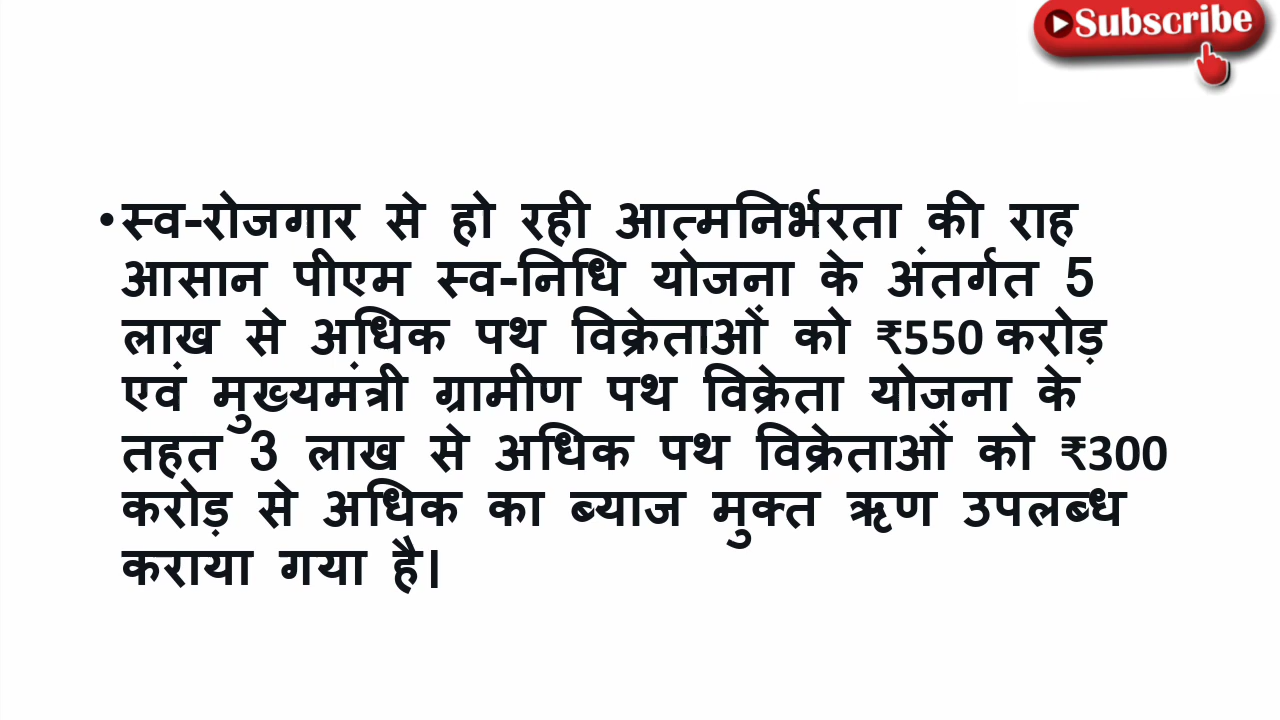 Subscribe
•स्व-रोजगार से हो रही आत्मनिर्भरता की राह
आसान पीएम स्व-निधि योजना के अंतर्गत 5
लाख से अधिक पथ विक्रेताओं को ₹550 करोड़
एवं मुख्यमंत्री ग्रामीण पथ विक्रेता योजना के
तहत 3 लाख से अधिक पथ विक्रेताओं को ₹300
करोड़ से अधिक का ब्याज मुक्त ऋण उपलब्ध
कराया गया है।